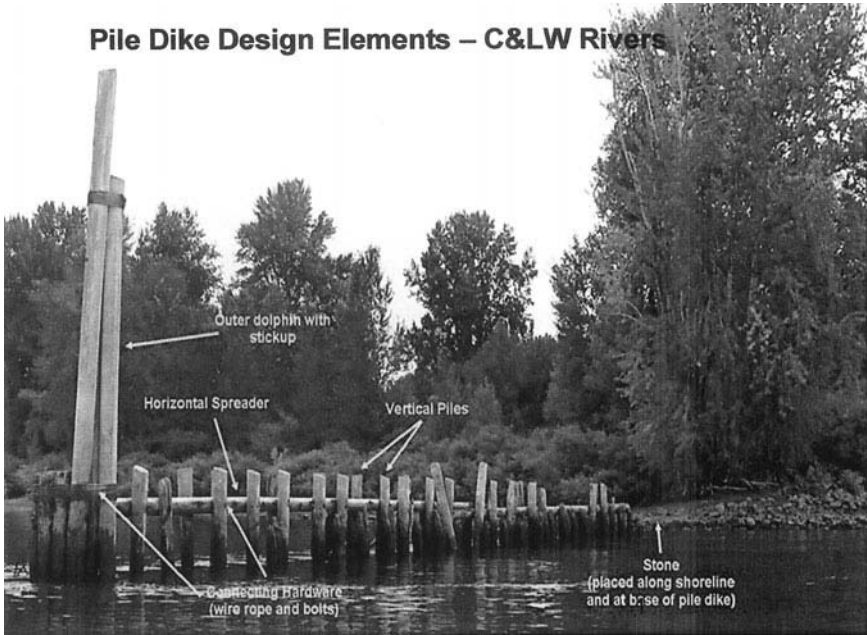 Pile Dike Design Elements – C&LW Rivers
Outer dolphin with
stickup
Horizontal Spreader
Vertical Piles
Connecting Hardware
(wire rope and bolts)
Stone
(placed along shoreline
and at base of pile dike)